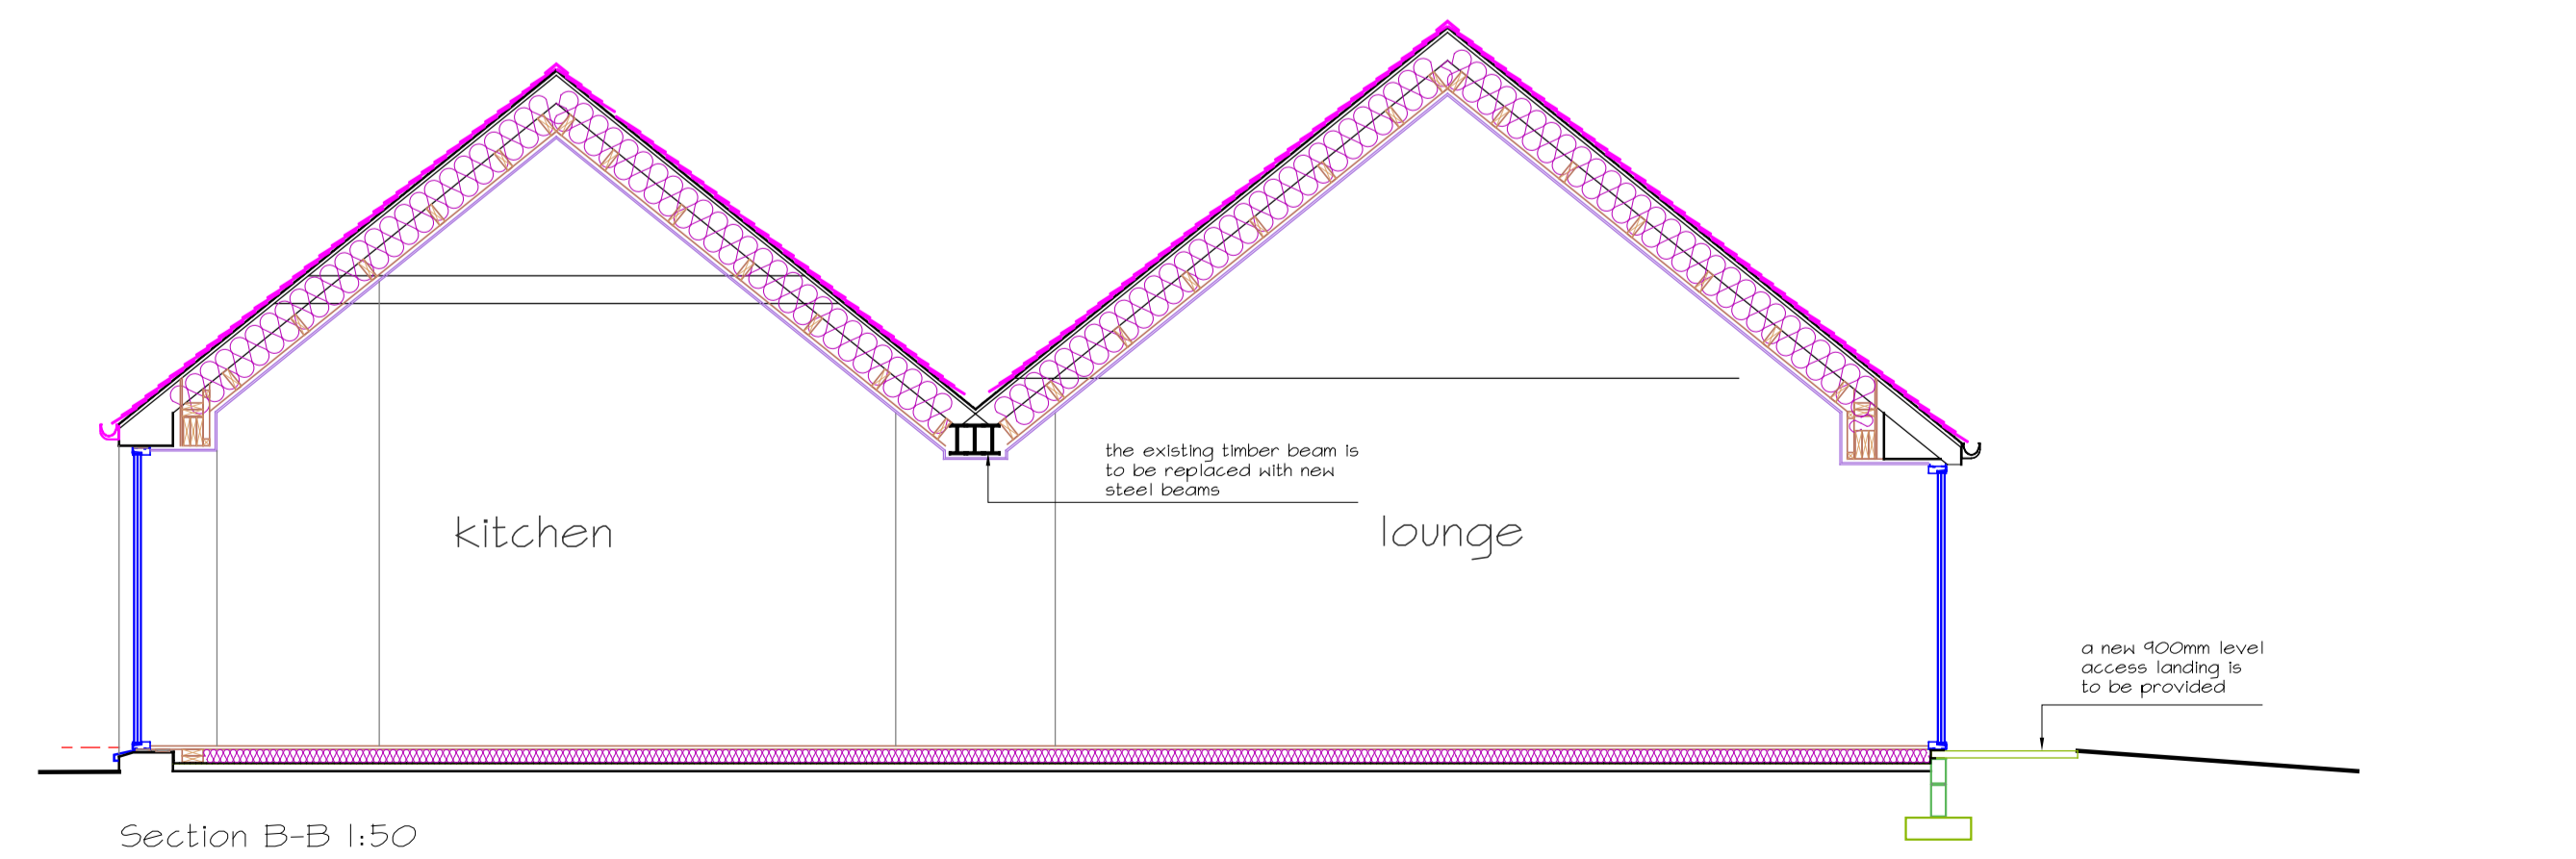 the existing timber beam is
to be replaced with new
steel beams
kitchen
lounge
a new 900mm level
access landing is
to be provided
Section B-B 1:50